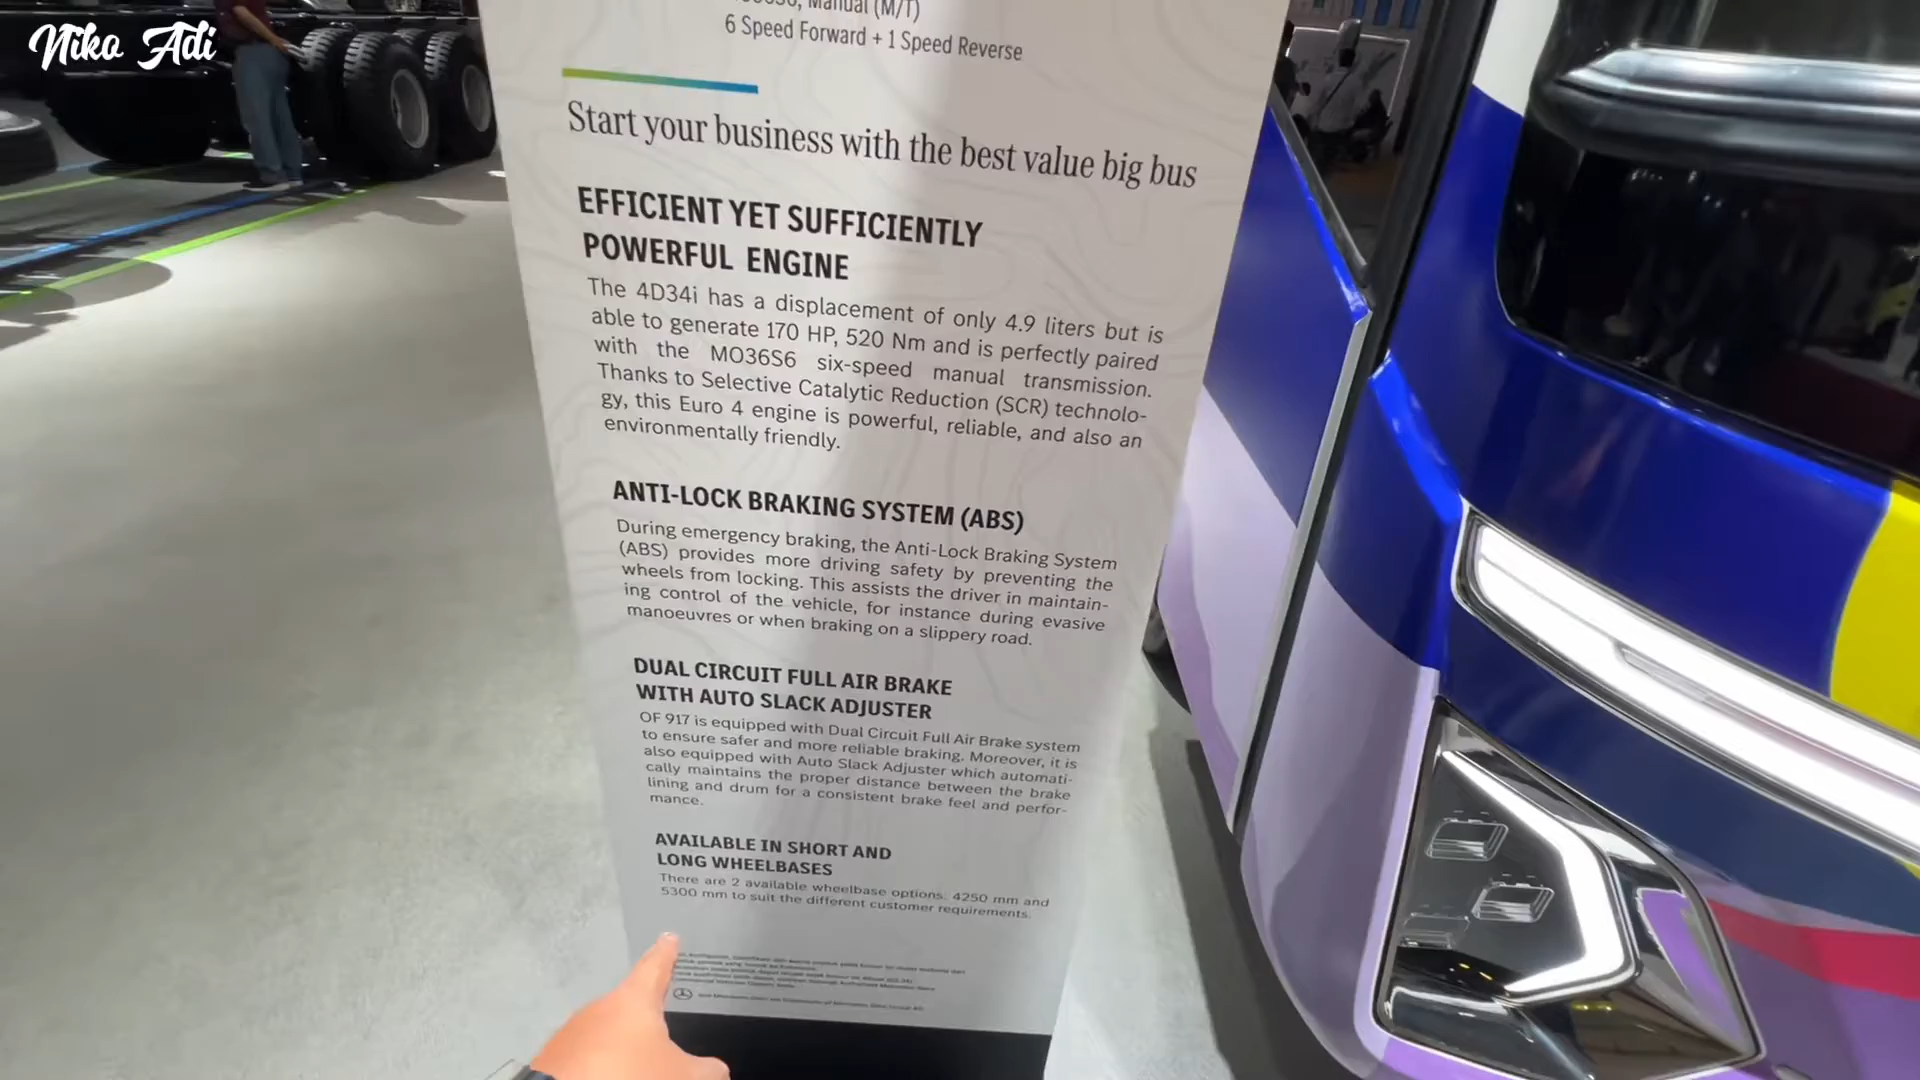 Niko Adi
Manual (M/T)
6 Speed Forward + 1 Speed Reverse
Start your business with the best value big bus
EFFICIENT YET SUFFICIENTLY
POWERFUL ENGINE
The 4D34i has a displacement of only 4.9 liters but is
able to generate 170 HP, 520 Nm and is perfectly paired
with the MO36S6 six-speed manual transmission.
Thanks to Selective Catalytic Reduction (SCR) technolo-
gy, this Euro 4 engine is powerful, reliable, and also an
environmentally friendly.
ANTI-LOCK BRAKING SYSTEM (ABS)
During emergency braking, the Anti-Lock Braking System
(ABS) provides more driving safety by preventing the
wheels from locking. This assists the driver in maintain-
ing control of the vehicle, for instance during evasive
manoeuvres or when braking on a slippery road.
DUAL CIRCUIT FULL AIR BRAKE
WITH AUTO SLACK ADJUSTER
OF 917 is equipped with Dual Circuit Full Air Brake system
to ensure safer and more reliable braking. Moreover, it is
also equipped with Auto Slack Adjuster which automati-
cally maintains the proper distance between the brake
lining and drum for a consistent brake feel and perfor-
mance.
AVAILABLE IN SHORT AND
LONG WHEELBASES
There are 2 available wheelbase options: 4250 mm and
5300 mm to suit the different customer requirements.